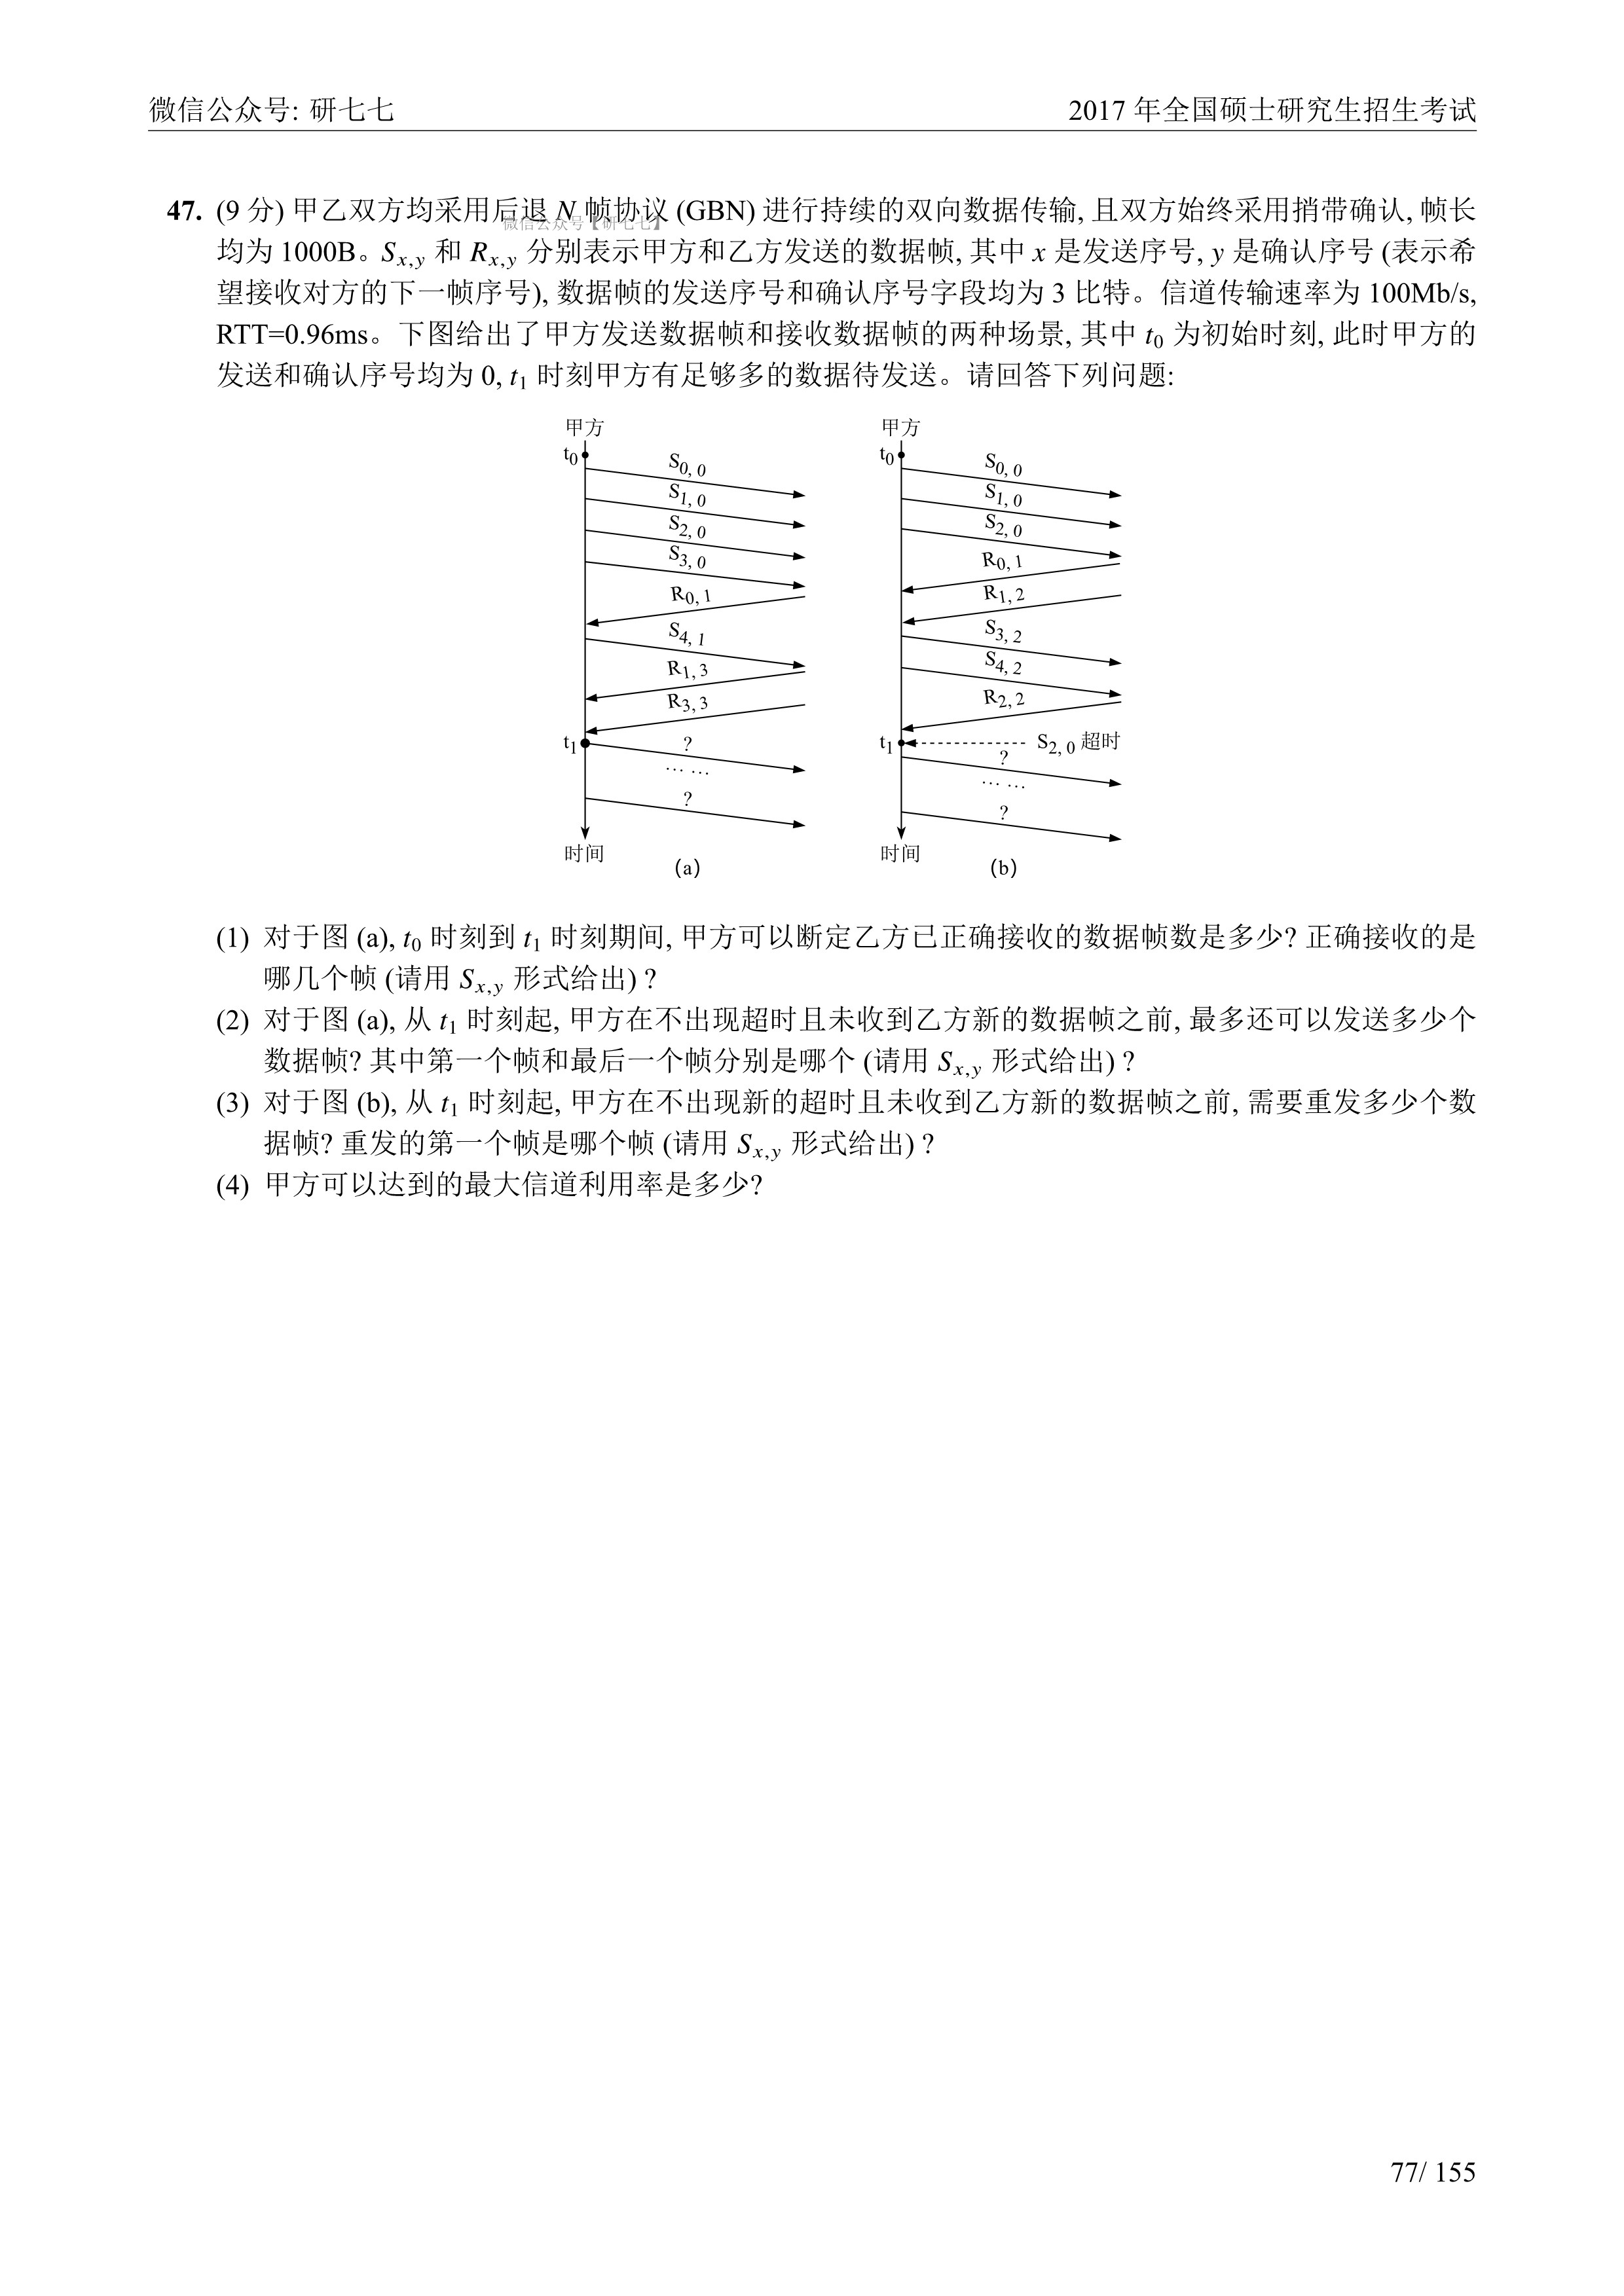 微信公众号: 研七七
2017 年全国硕士研究生招生考试
47. (9 分) 甲乙双方均采用后退 N 帧协议 (GBN) 进行持续的双向数据传输, 且双方始终采用捎带确认, 帧长
微信公众号【研七七】
均为 1000B。Sx,y 和 Rx,y 分别表示甲方和乙方发送的数据帧, 其中 x 是发送序号, y 是确认序号 (表示希
望接收对方的下一帧序号), 数据帧的发送序号和确认序号字段均为 3 比特。信道传输速率为 100Mb/s,
RTT=0.96ms。下图给出了甲方发送数据帧和接收数据帧的两种场景, 其中 t0 为初始时刻, 此时甲方的
发送和确认序号均为 0, t1 时刻甲方有足够多的数据待发送。请回答下列问题:
甲方
t0
S0, 0
S1, 0
S2, 0
S3, 0
R0, 1
S4, 1
R1, 3
R3, 3
t1
?
... ...
?
时间
(a)
甲方
t0
S0, 0
S1, 0
S2, 0
R0, 1
R1, 2
S3, 2
S4, 2
R2, 2
t1
S2, 0 超时
?
... ...
?
时间
(b)
(1) 对于图 (a), t0 时刻到 t1 时刻期间, 甲方可以断定乙方已正确接收的数据帧数是多少? 正确接收的是
哪几个帧 (请用 Sx,y 形式给出) ?
(2) 对于图 (a), 从 t1 时刻起, 甲方在不出现超时且未收到乙方新的数据帧之前, 最多还可以发送多少个
数据帧? 其中第一个帧和最后一个帧分别是哪个 (请用 Sx,y 形式给出) ?
(3) 对于图 (b), 从 t1 时刻起, 甲方在不出现新的超时且未收到乙方新的数据帧之前, 需要重发多少个数
据帧? 重发的第一个帧是哪个帧 (请用 Sx,y 形式给出) ?
(4) 甲方可以达到的最大信道利用率是多少?
77/ 155